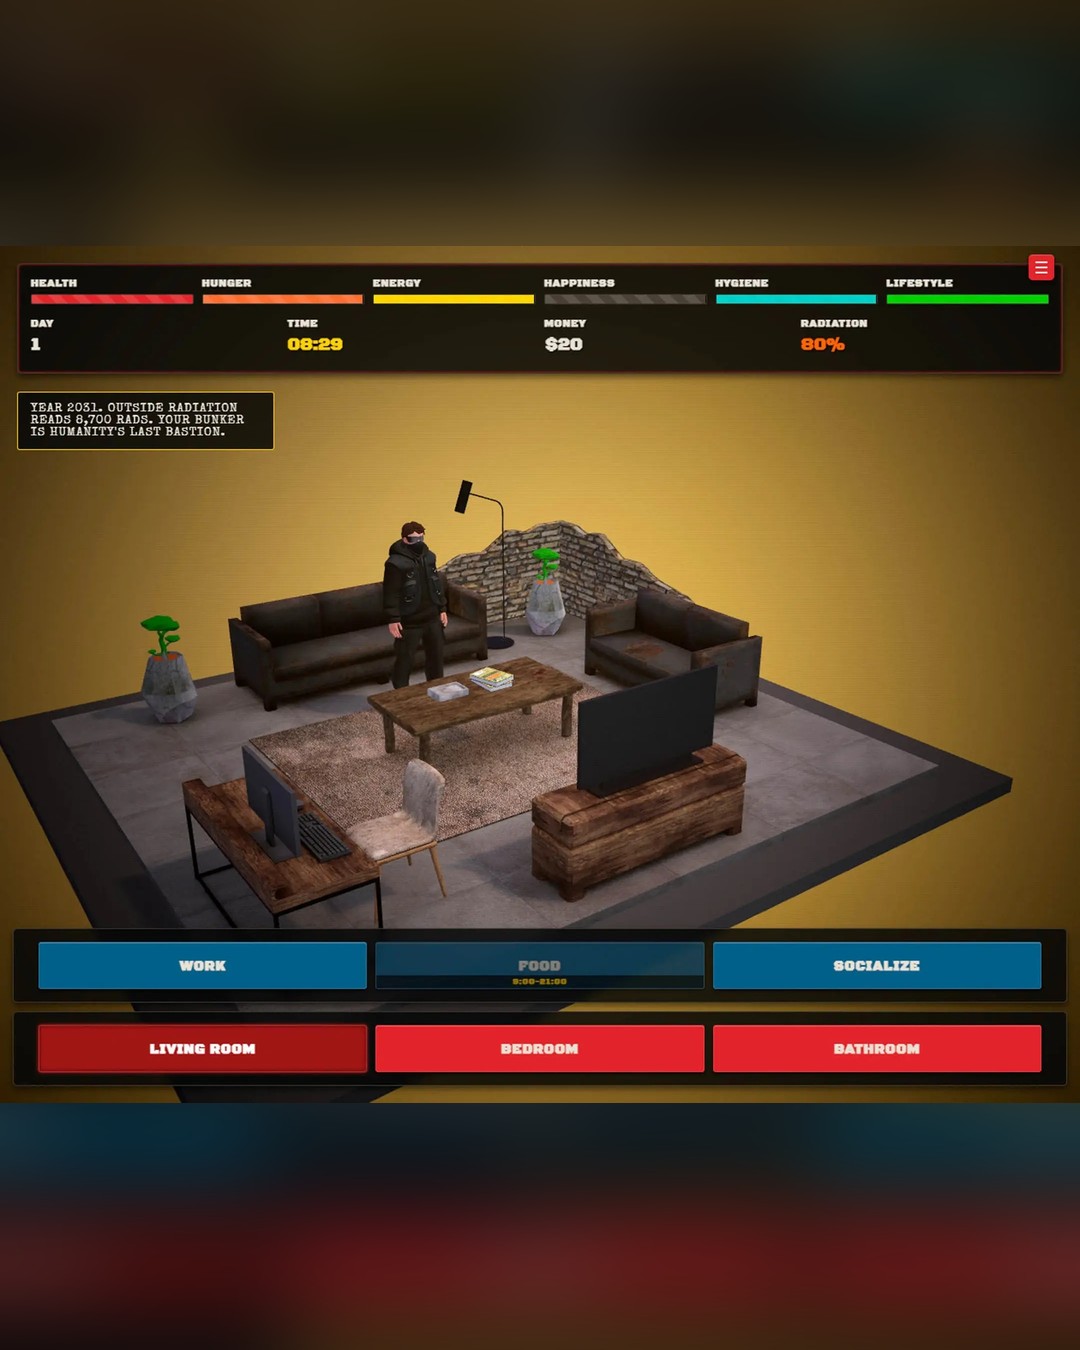 HEALTH HUNGER ENERGY HAPPINESS HYGIENE LIFESTYLE
DAY TIME MONEY RADIATION
1 08:29 $20 80%
YEAR 2031. OUTSIDE RADIATION
READS 8,700 RADS. YOUR BUNKER
IS HUMANITY'S LAST BASTION.
WORK FOOD SOCIALIZE
9:00-21:00
LIVING ROOM BEDROOM BATHROOM